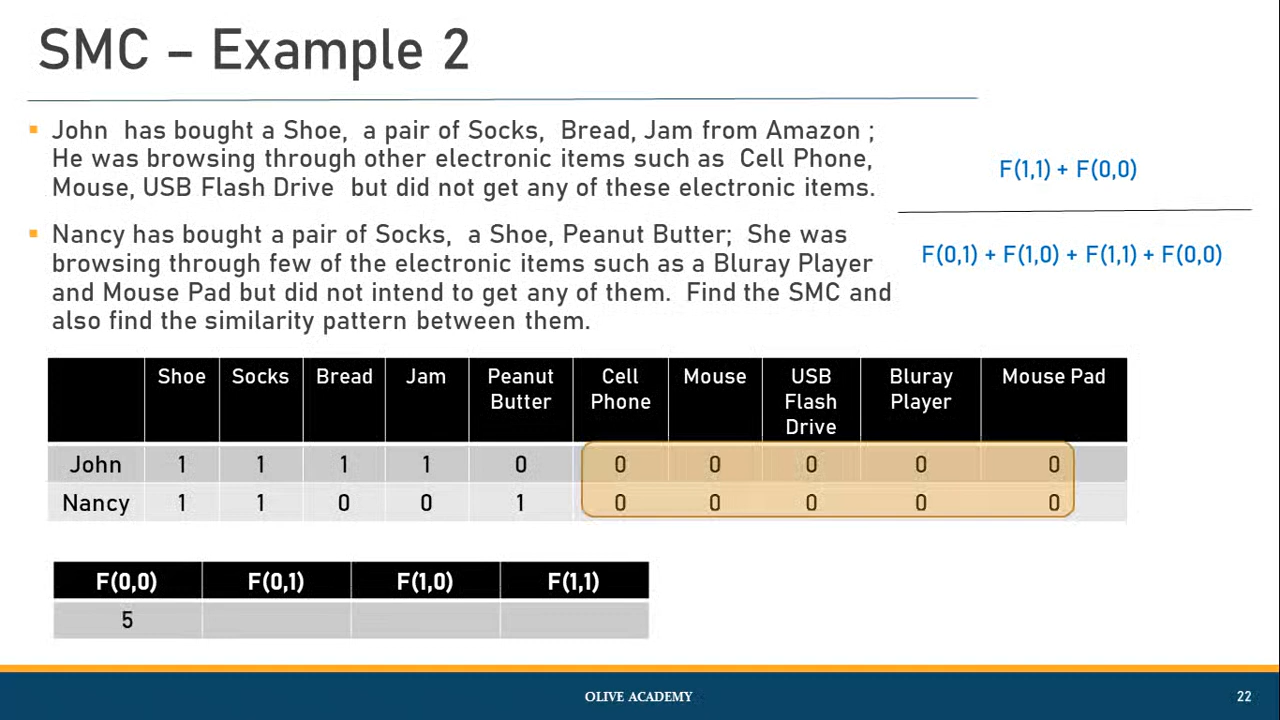 SMC – Example 2
John has bought a Shoe, a pair of Socks, Bread, Jam from Amazon ;
He was browsing through other electronic items such as Cell Phone,
Mouse, USB Flash Drive but did not get any of these electronic items.
Nancy has bought a pair of Socks, a Shoe, Peanut Butter; She was
browsing through few of the electronic items such as a Bluray Player
and Mouse Pad but did not intend to get any of them. Find the SMC and
also find the similarity pattern between them.
F(1,1) + F(0,0)
F(0,1) + F(1,0) + F(1,1) + F(0,0)
Shoe Socks Bread Jam Peanut Butter Cell Phone Mouse USB Flash Drive Bluray Player Mouse Pad
John 1 1 1 1 0 0 0 0 0 0
Nancy 1 1 0 0 1 0 0 0 0 0
F(0,0) F(0,1) F(1,0) F(1,1)
5
OLIVE ACADEMY
22